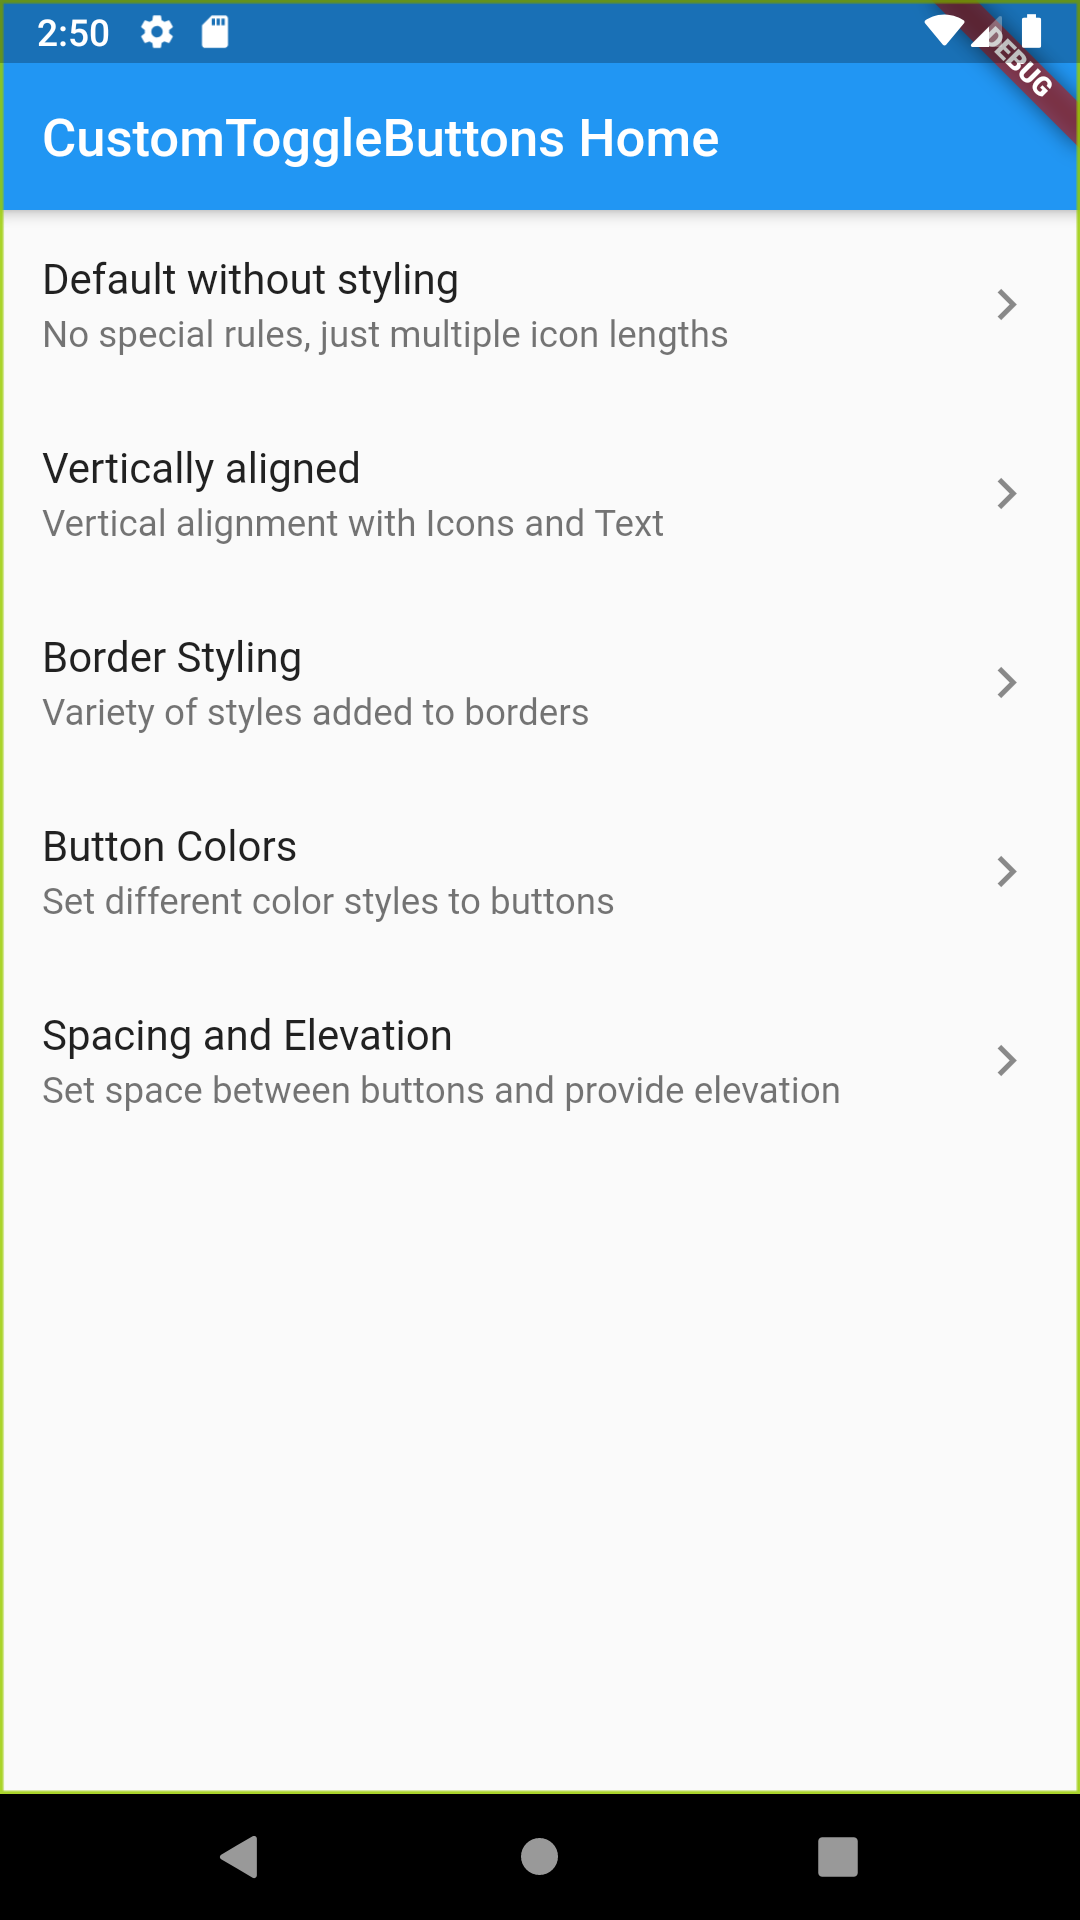 2:50
DEBUG
CustomToggleButtons Home
Default without styling
No special rules, just multiple icon lengths
Vertically aligned
Vertical alignment with Icons and Text
Border Styling
Variety of styles added to borders
Button Colors
Set different color styles to buttons
Spacing and Elevation
Set space between buttons and provide elevation